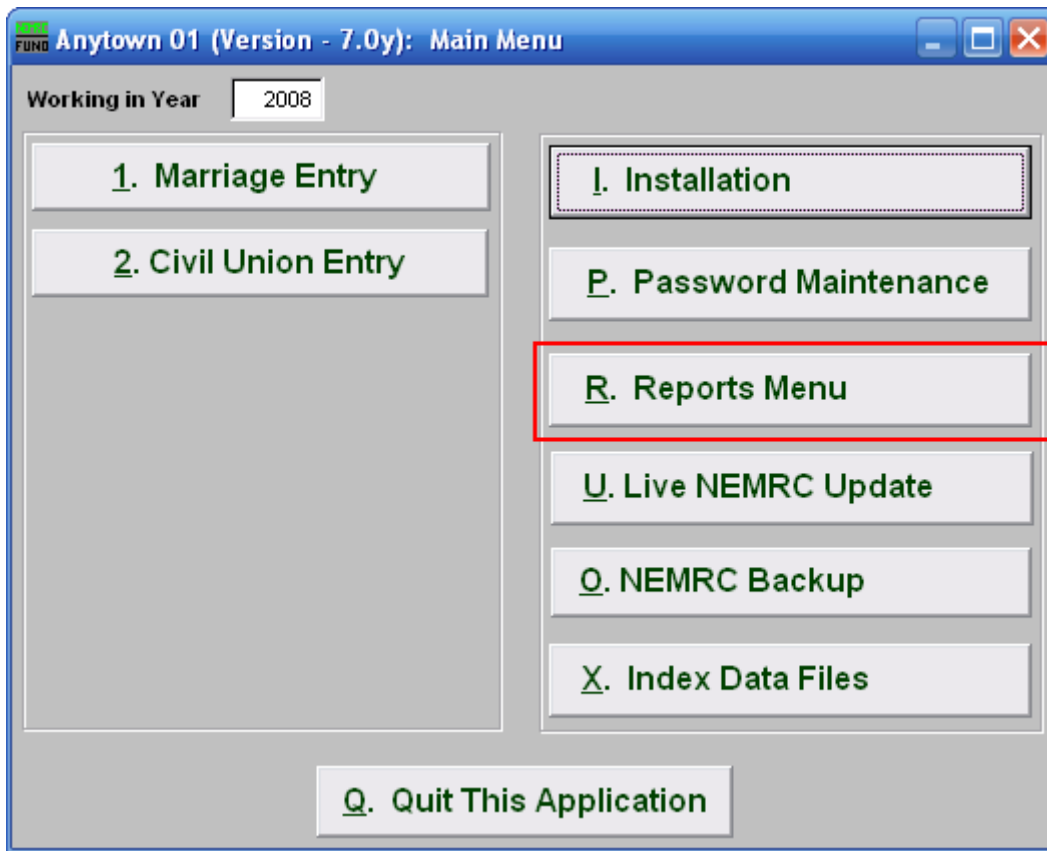 NEMRC
FUND Anytown 01 (Version - 7.0y): Main Menu
Working in Year 2008
1. Marriage Entry
2. Civil Union Entry
I. Installation
P. Password Maintenance
R. Reports Menu
U. Live NEMRC Update
O. NEMRC Backup
X. Index Data Files
Q. Quit This Application